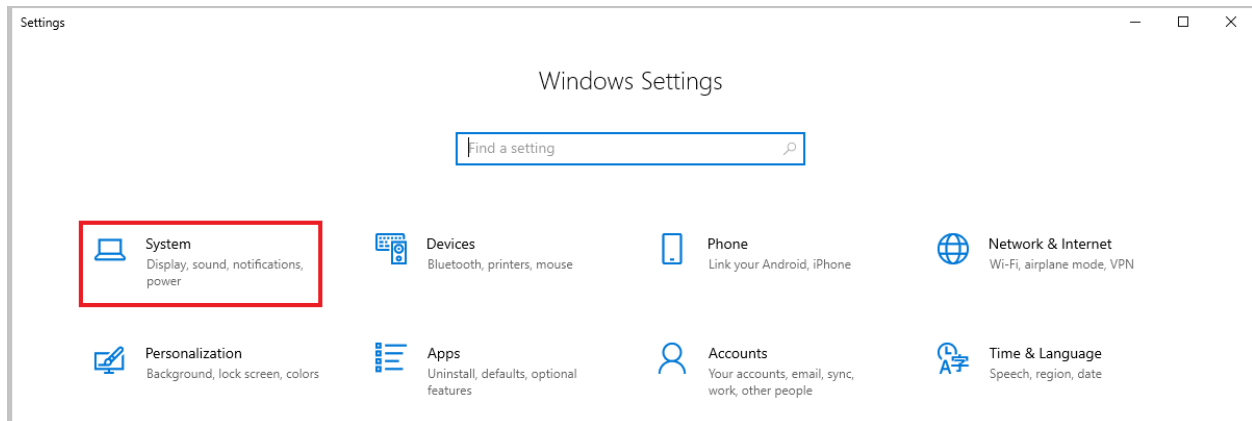 Settings
Windows Settings
Find a setting
System
Display, sound, notifications,
power
Devices
Bluetooth, printers, mouse
Phone
Link your Android, iPhone
Network & Internet
Wi-Fi, airplane mode, VPN
Personalization
Background, lock screen, colors
Apps
Uninstall, defaults, optional
features
Accounts
Your accounts, email, sync,
work, other people
Time & Language
Speech, region, date